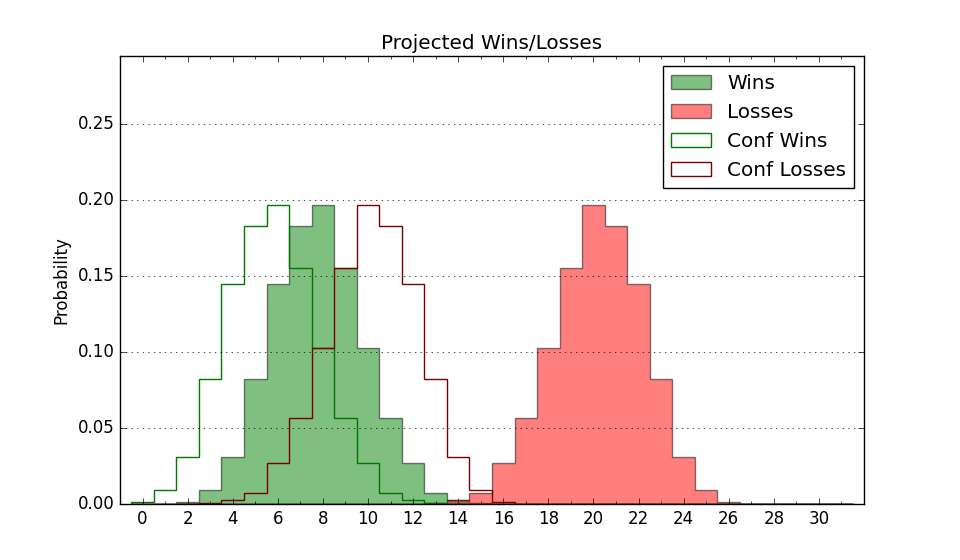 Projected Wins/Losses
Wins
Losses
Conf Wins
Conf Losses
Probability
0.25
0.20
0.15
0.10
0.05
0.00
0 2 4 6 8 10 12 14 16 18 20 22 24 26 28 30